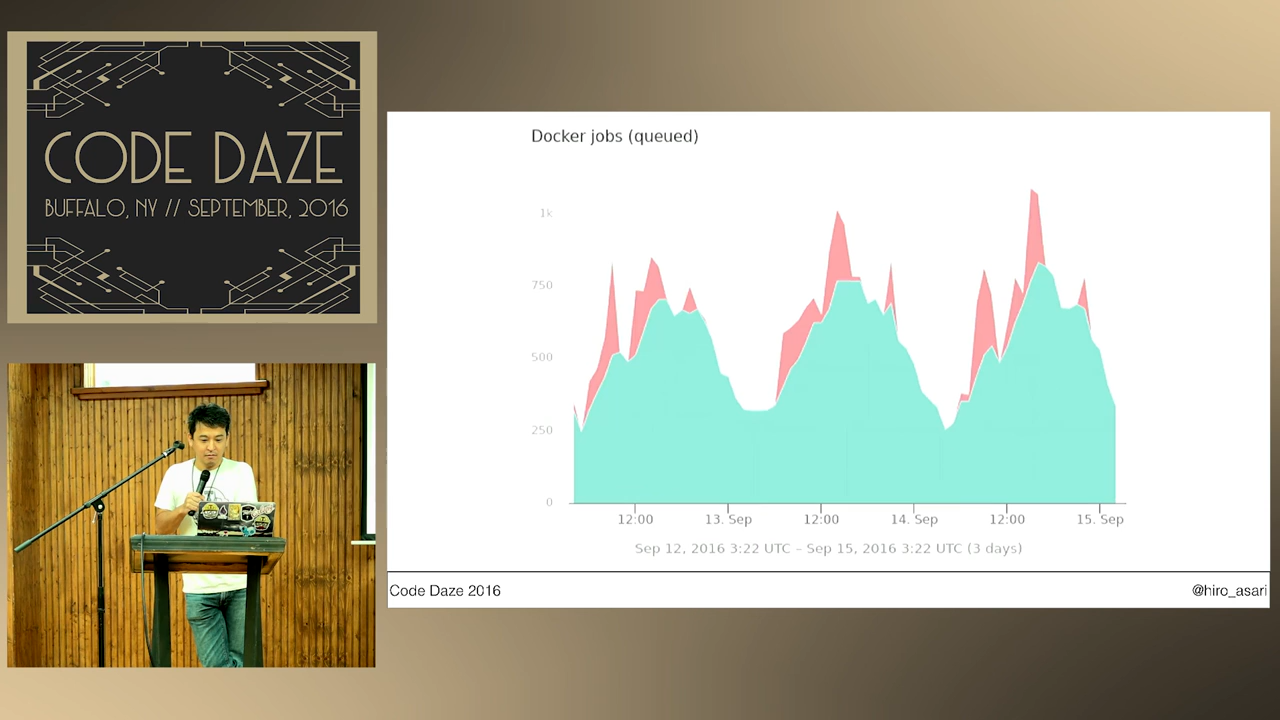 CODE DAZE
BUFFALO, NY // SEPTEMBER, 2016
Docker jobs (queued)
1k
750
500
250
0
12:00 13. Sep 12:00 14. Sep 12:00 15. Sep
Sep 12, 2016 3:22 UTC – Sep 15, 2016 3:22 UTC (3 days)
Code Daze 2016 @hiro_asari